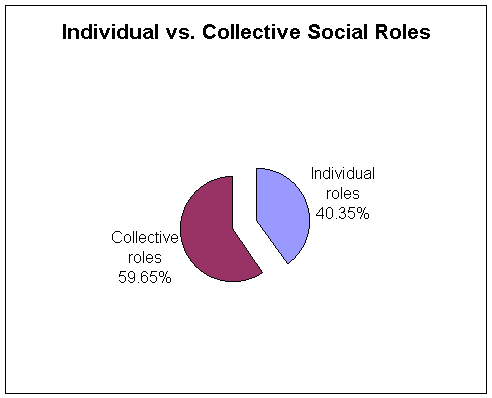 Individual vs. Collective Social Roles
Individual
roles
40.35%
Collective
roles
59.65%